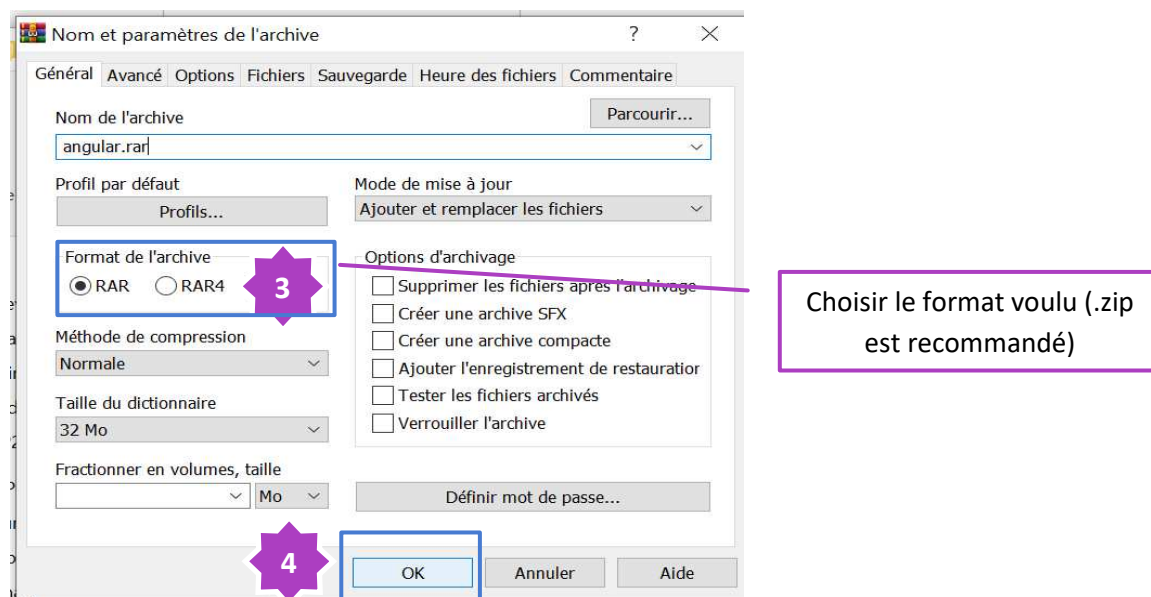 Nom et paramètres de l'archive ?
Général Avancé Options Fichiers Sauvegarde Heure des fichiers Commentaire
Nom de l'archive Parcourir...
angular.rar
Profil par défaut Mode de mise à jour
Profils... Ajouter et remplacer les fichiers
Format de l'archive Options d'archivage
RAR RAR4 3 Supprimer les fichiers après l'archivage
Créer une archive SFX
Choisir le format voulu (.zip
est recommandé)
Méthode de compression Créer une archive compacte
Normale Ajouter l'enregistrement de restauration
Taille du dictionnaire Tester les fichiers archivés
32 Mo Verrouiller l'archive
Fractionner en volumes, taille
Mo Définir mot de passe...
4 OK Annuler Aide